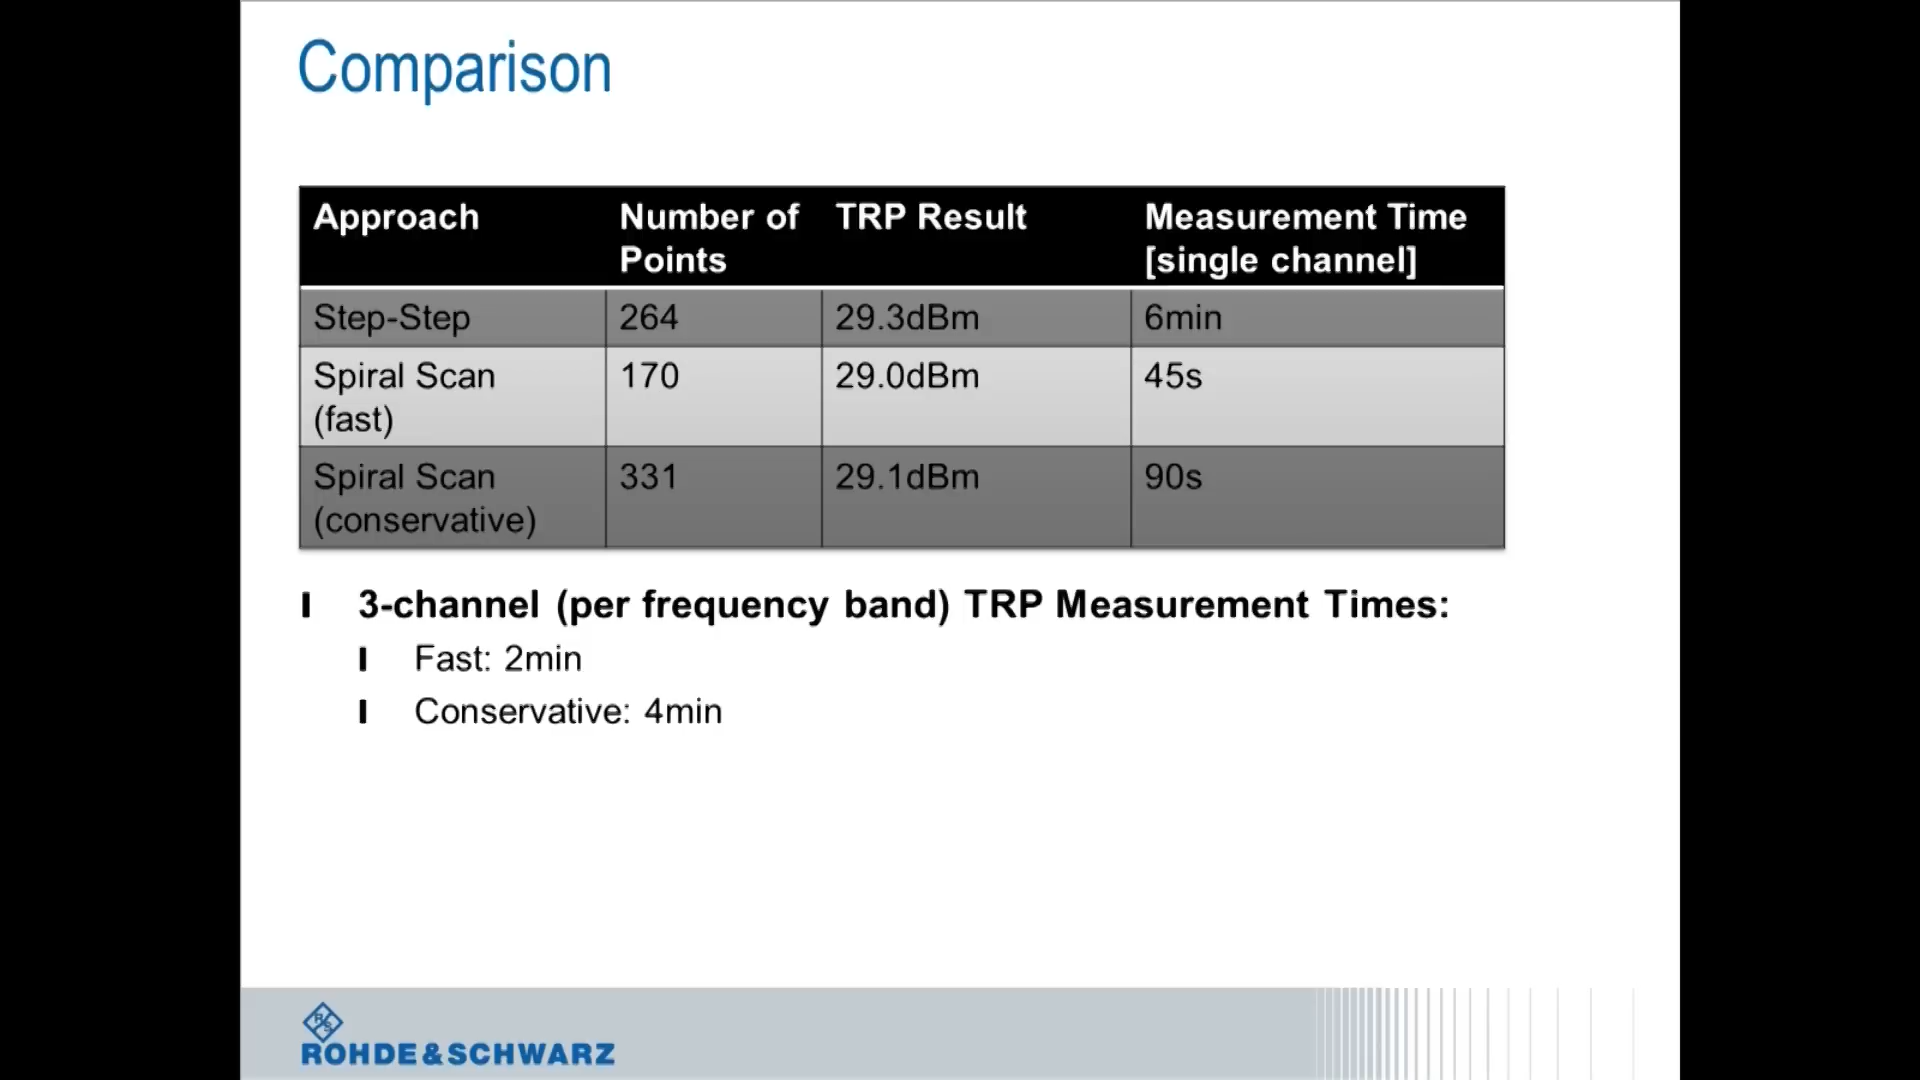 Comparison
Approach
Number of
Points
TRP Result
Measurement Time
[single channel]
Step-Step
264
29.3dBm
6min
Spiral Scan
(fast)
170
29.0dBm
45s
Spiral Scan
(conservative)
331
29.1dBm
90s
3-channel (per frequency band) TRP Measurement Times:
Fast: 2min
Conservative: 4min
RS
ROHDE&SCHWARZ